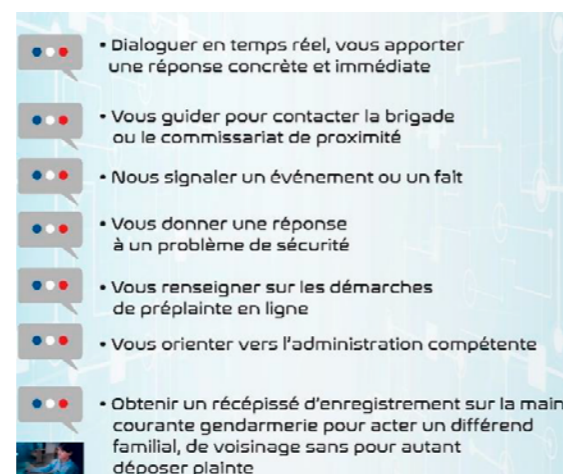 • Dialoguer en temps réel, vous apporter
une réponse concrète et immédiate
• Vous guider pour contacter la brigade
ou le commissariat de proximité
• Nous signaler un événement ou un fait
• Vous donner une réponse
à un problème de sécurité
• Vous renseigner sur les démarches
de préplainte en ligne
• Vous orienter vers l'administration compétente
• Obtenir un récépissé d'enregistrement sur la main
courante gendarmerie pour acter un différend
familial, de voisinage sans pour autant
déposer plainte